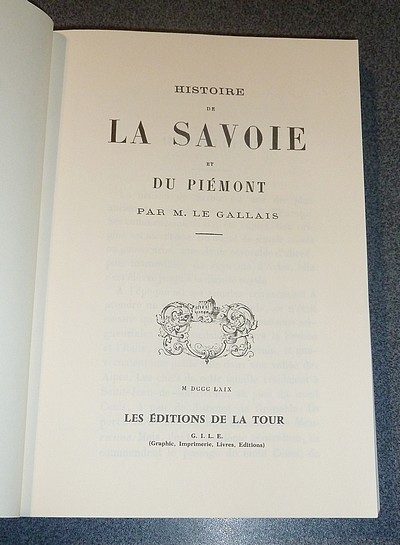 HISTOIRE
DE
LA SAVOIE
ET
DU PIÉMONT
PAR M. LE GALLAIS
M DCCC LXIX
LES ÉDITIONS DE LA TOUR
G. I. L. E.
(Graphic, Imprimerie, Livres, Editions)